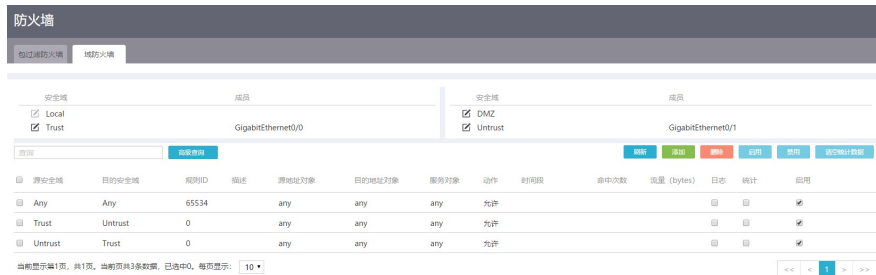 防火墙
包过滤防火墙 域防火墙
安全域 成员 安全域 成员
Local DMZ
Trust GigabitEthernet0/0 Untrust GigabitEthernet0/1
查询 高级查询 刷新 添加 删除 启用 禁用 清空统计数据
源安全域 目的安全域 规则ID 描述 源地址对象 目的地址对象 服务对象 动作 时间段 命中次数 流量 (bytes) 日志 统计 启用
Any Any 65534 any any any 允许
Trust Untrust 0 any any any 允许
Untrust Trust 0 any any any 允许
当前显示第1页，共1页。当前页共3条数据，已选中0。每页显示： 10
<< < 1 > >>